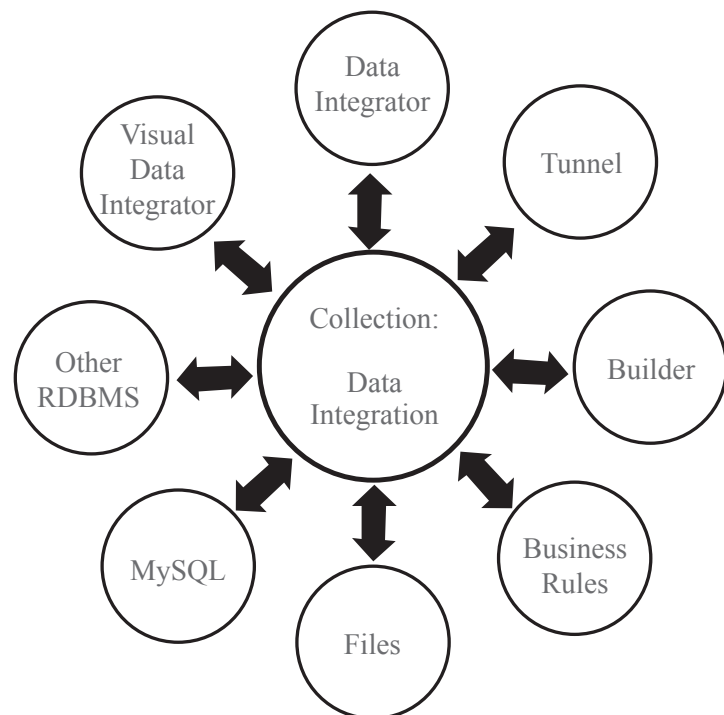 Data
Integrator
Tunnel
Builder
Business
Rules
Files
MySQL
Other
RDBMS
Visual
Data
Integrator
Collection:
Data
Integration